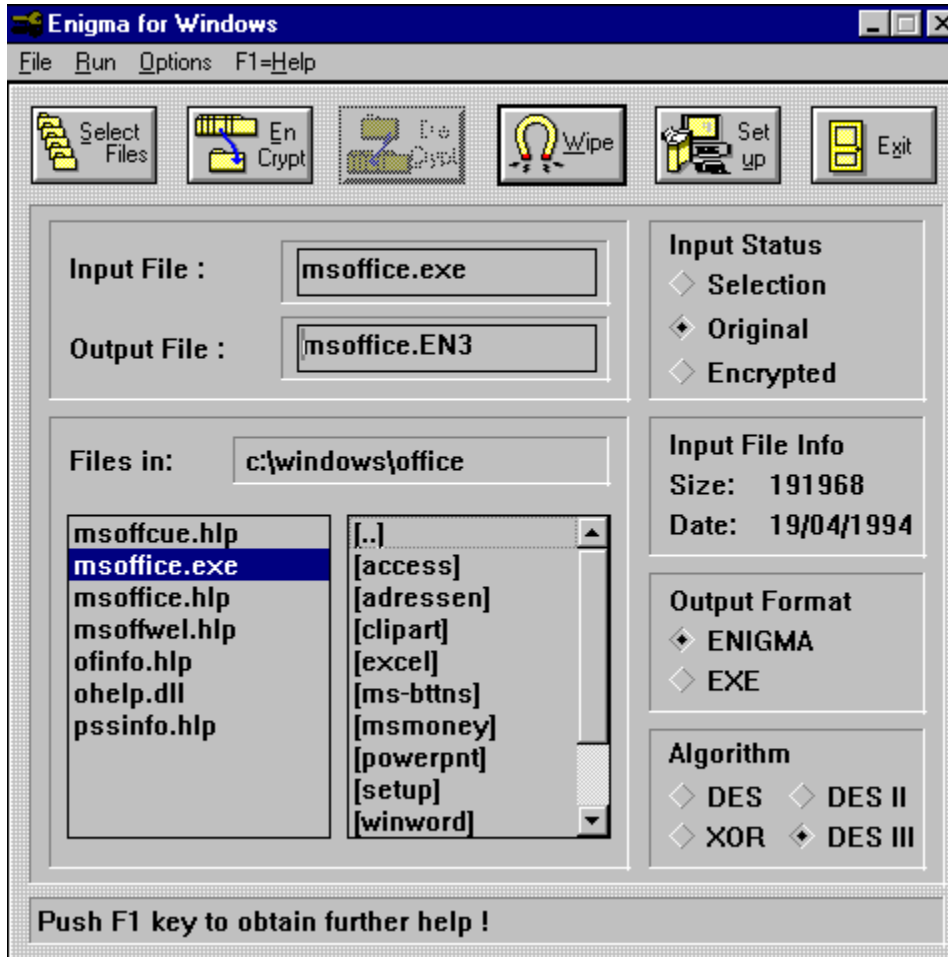 Enigma for Windows
File Run Options F1=Help
Select Files
En Crypt
De Crypt
Wipe
Set up
Exit
Input File : msoffice.exe
Output File : msoffice.EN3
Input Status
Selection
Original
Encrypted
Files in: c:\windows\office
msoffcue.hlp
msoffice.exe
msoffice.hlp
msoffwel.hlp
ofinfo.hlp
ohelp.dll
pssinfo.hlp
[..]
[access]
[adressen]
[clipart]
[excel]
[ms-bttns]
[msmoney]
[powerpnt]
[setup]
[winword]
Input File Info
Size: 191968
Date: 19/04/1994
Output Format
ENIGMA
EXE
Algorithm
DES DES II
XOR DES III
Push F1 key to obtain further help !